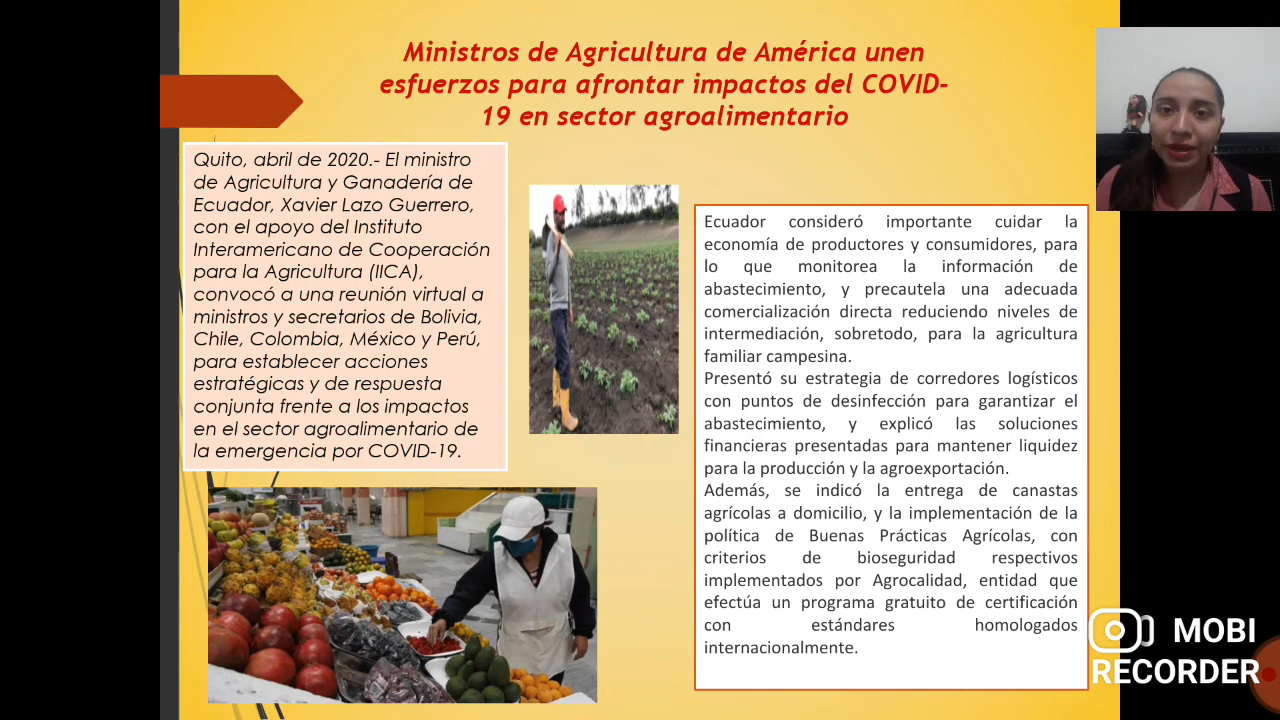 Ministros de Agricultura de América unen
esfuerzos para afrontar impactos del COVID-
19 en sector agroalimentario
Quito, abril de 2020.- El ministro
de Agricultura y Ganadería de
Ecuador, Xavier Lazo Guerrero,
con el apoyo del Instituto
Interamericano de Cooperación
para la Agricultura (IICA),
convocó a una reunión virtual a
ministros y secretarios de Bolivia,
Chile, Colombia, México y Perú,
para establecer acciones
estratégicas y de respuesta
conjunta frente a los impactos
en el sector agroalimentario de
la emergencia por COVID-19.
Ecuador consideró importante cuidar la
economía de productores y consumidores, para
lo que monitorea la información de
abastecimiento, y precautela una adecuada
comercialización directa reduciendo niveles de
intermediación, sobretodo, para la agricultura
familiar campesina.
Presentó su estrategia de corredores logísticos
con puntos de desinfección para garantizar el
abastecimiento, y explicó las soluciones
financieras presentadas para mantener liquidez
para la producción y la agroexportación.
Además, se indicó la entrega de canastas
agrícolas a domicilio, y la implementación de la
política de Buenas Prácticas Agrícolas, con
criterios de bioseguridad respectivos
implementados por Agrocalidad, entidad que
efectúa un programa gratuito de certificación
con estándares homologados
internacionalmente.
MOBI
RECORDER